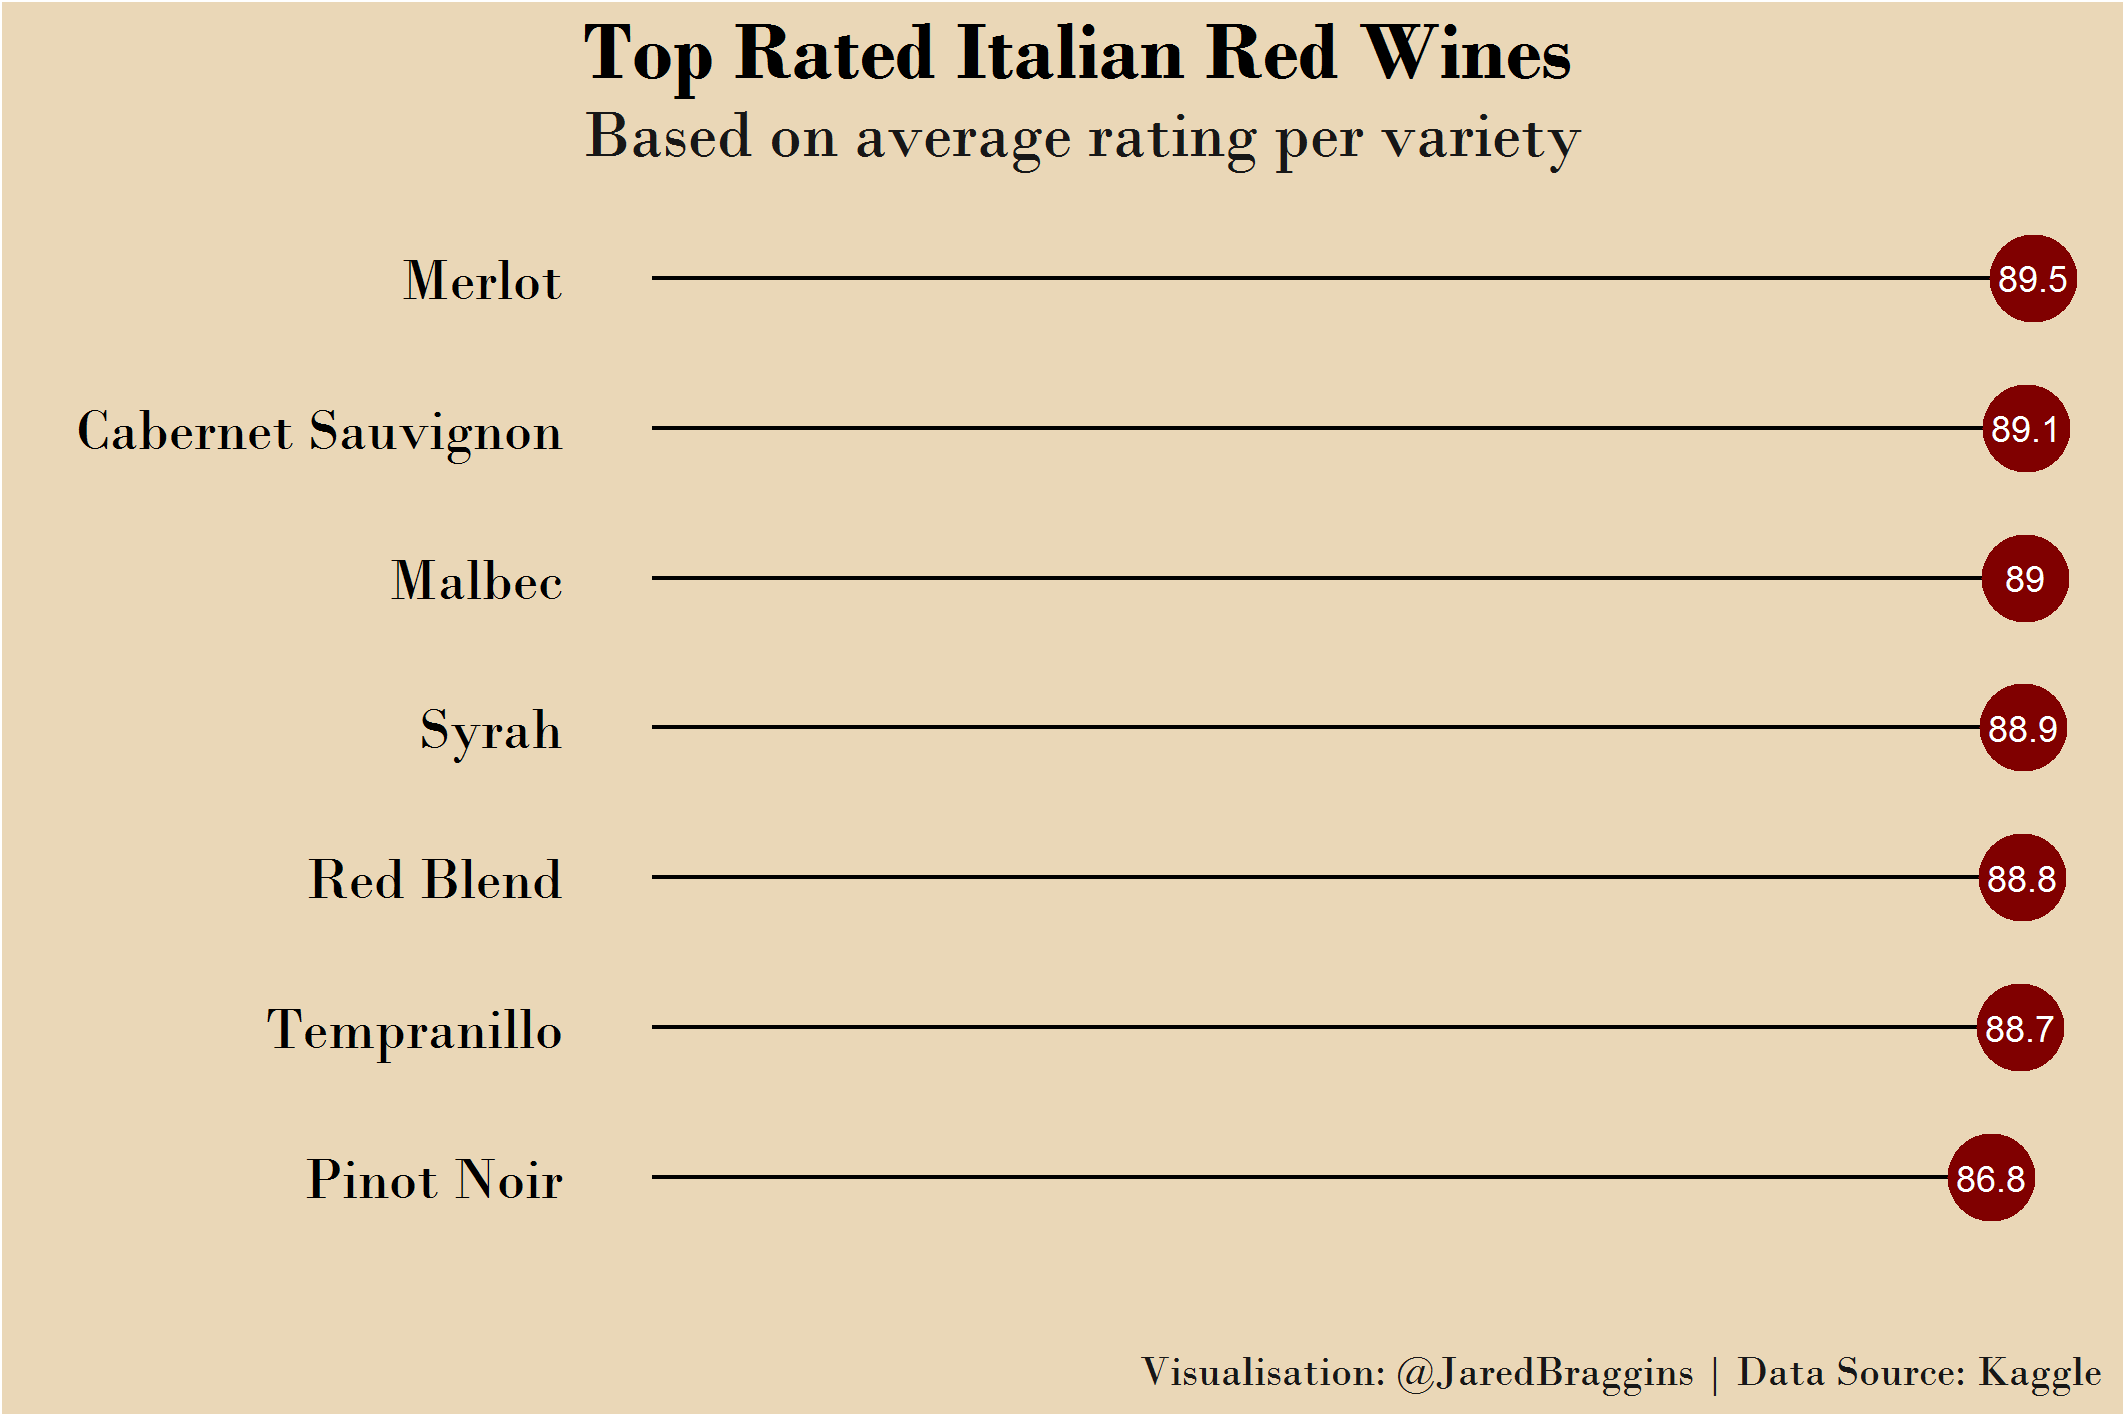 Top Rated Italian Red Wines
Based on average rating per variety
Merlot 89.5
Cabernet Sauvignon 89.1
Malbec 89
Syrah 88.9
Red Blend 88.8
Tempranillo 88.7
Pinot Noir 86.8
Visualisation: @JaredBraggins | Data Source: Kaggle